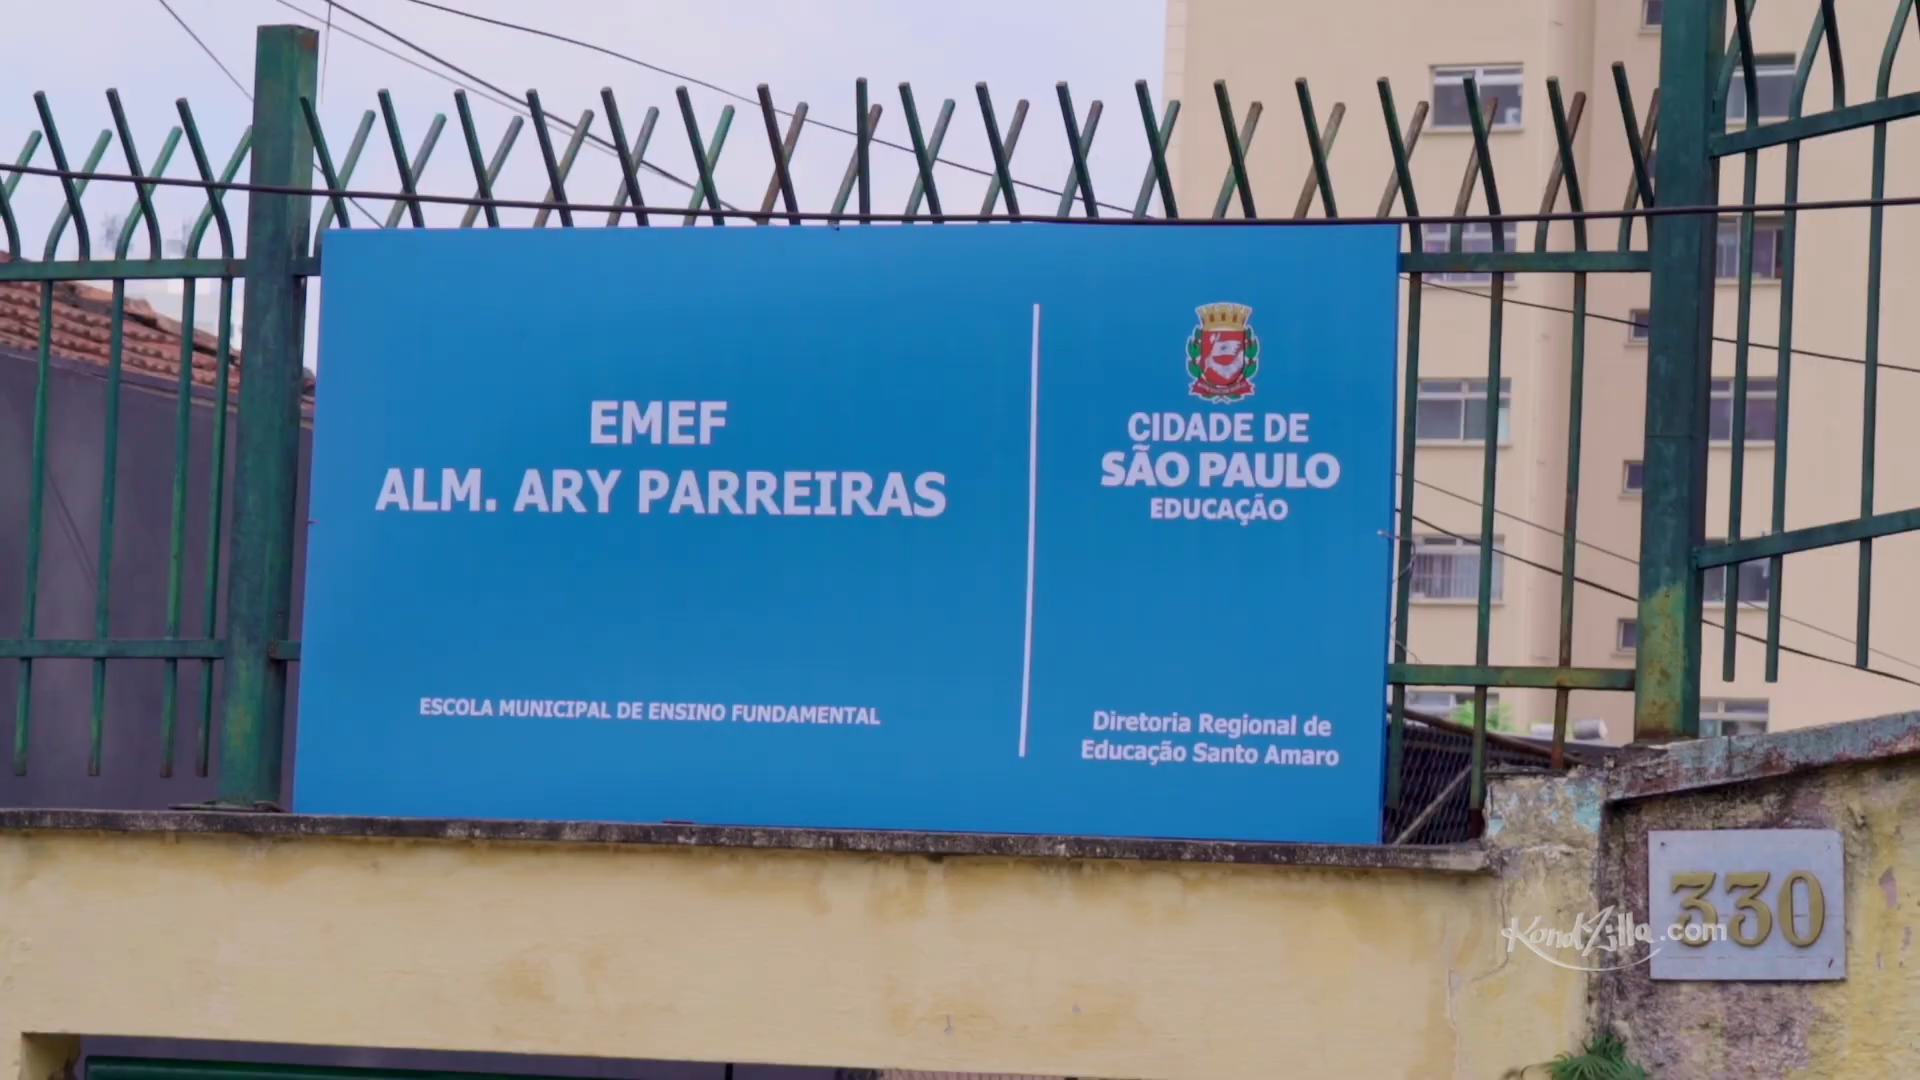 EMEF
ALM. ARY PARREIRAS
ESCOLA MUNICIPAL DE ENSINO FUNDAMENTAL
CIDADE DE
SÃO PAULO
EDUCAÇÃO
Diretoria Regional de
Educação Santo Amaro
330
KondZilla.com